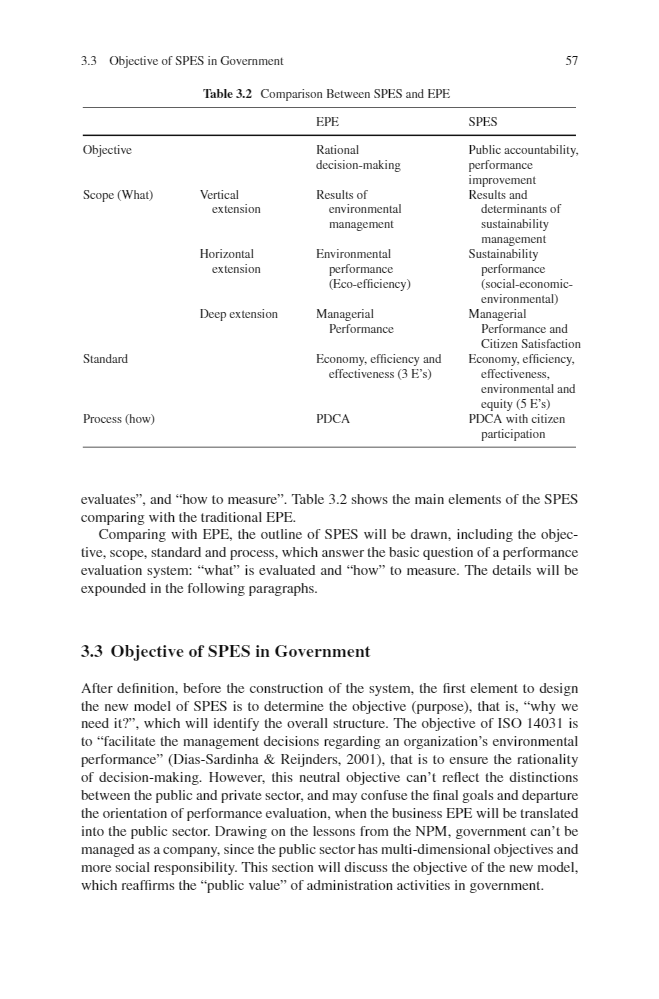 3.3 Objective of SPES in Government 57
Table 3.2 Comparison Between SPES and EPE
EPE SPES
Objective Rational Public accountability,
decision-making performance
improvement
Scope (What) Vertical Results of Results and
extension environmental determinants of
management sustainability
management
Horizontal Environmental Sustainability
extension performance performance
(Eco-efficiency) (social-economic-
environmental)
Deep extension Managerial Managerial
Performance Performance and
Citizen Satisfaction
Standard Economy, efficiency and Economy, efficiency,
effectiveness (3 E’s) effectiveness,
environmental and
equity (5 E’s)
Process (how) PDCA PDCA with citizen
participation
evaluates”, and “how to measure”. Table 3.2 shows the main elements of the SPES
comparing with the traditional EPE.
Comparing with EPE, the outline of SPES will be drawn, including the objec-
tive, scope, standard and process, which answer the basic question of a performance
evaluation system: “what” is evaluated and “how” to measure. The details will be
expounded in the following paragraphs.
3.3 Objective of SPES in Government
After definition, before the construction of the system, the first element to design
the new model of SPES is to determine the objective (purpose), that is, “why we
need it?”, which will identify the overall structure. The objective of ISO 14031 is
to “facilitate the management decisions regarding an organization’s environmental
performance” (Dias-Sardinha & Reijnders, 2001), that is to ensure the rationality
of decision-making. However, this neutral objective can’t reflect the distinctions
between the public and private sector, and may confuse the final goals and departure
the orientation of performance evaluation, when the business EPE will be translated
into the public sector. Drawing on the lessons from the NPM, government can’t be
managed as a company, since the public sector has multi-dimensional objectives and
more social responsibility. This section will discuss the objective of the new model,
which reaffirms the “public value” of administration activities in government.